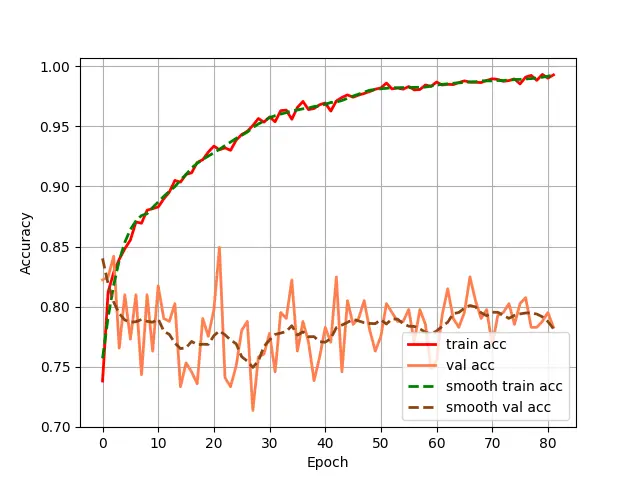 1.00
0.95
0.90
0.85
0.80
0.75
0.70
Accuracy
0 10 20 30 40 50 60 70 80
Epoch
train acc
val acc
smooth train acc
smooth val acc